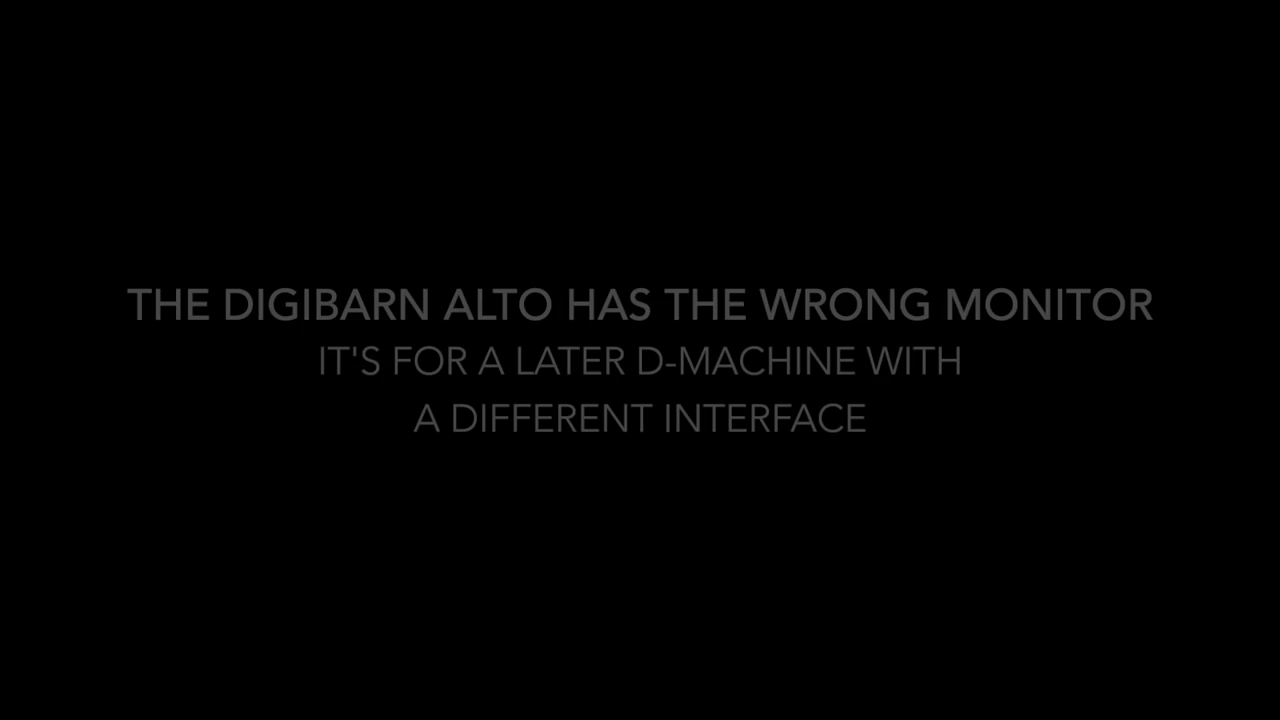 THE DIGIBARN ALTO HAS THE WRONG MONITOR
IT'S FOR A LATER D-MACHINE WITH
A DIFFERENT INTERFACE